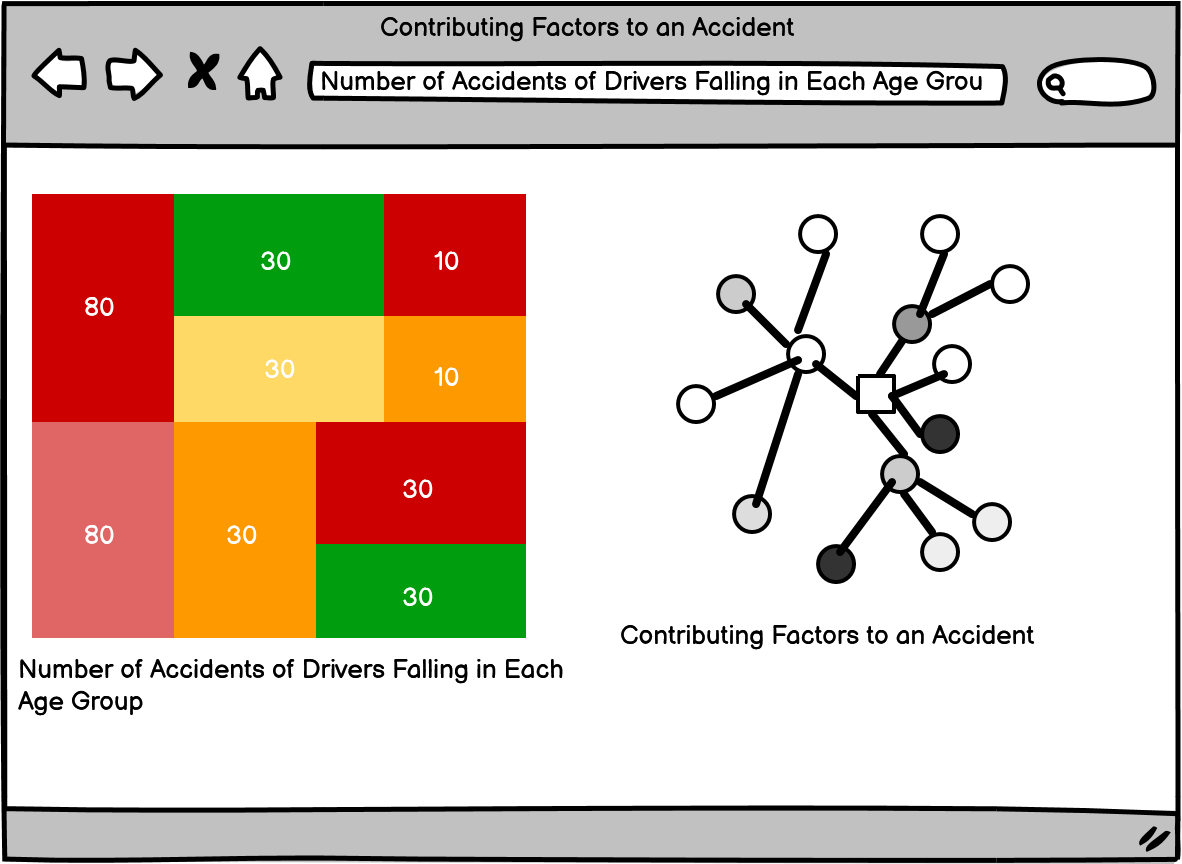 Contributing Factors to an Accident
Number of Accidents of Drivers Falling in Each Age Grou
80
30
10
30
10
80
30
30
30
Number of Accidents of Drivers Falling in Each
Age Group
Contributing Factors to an Accident